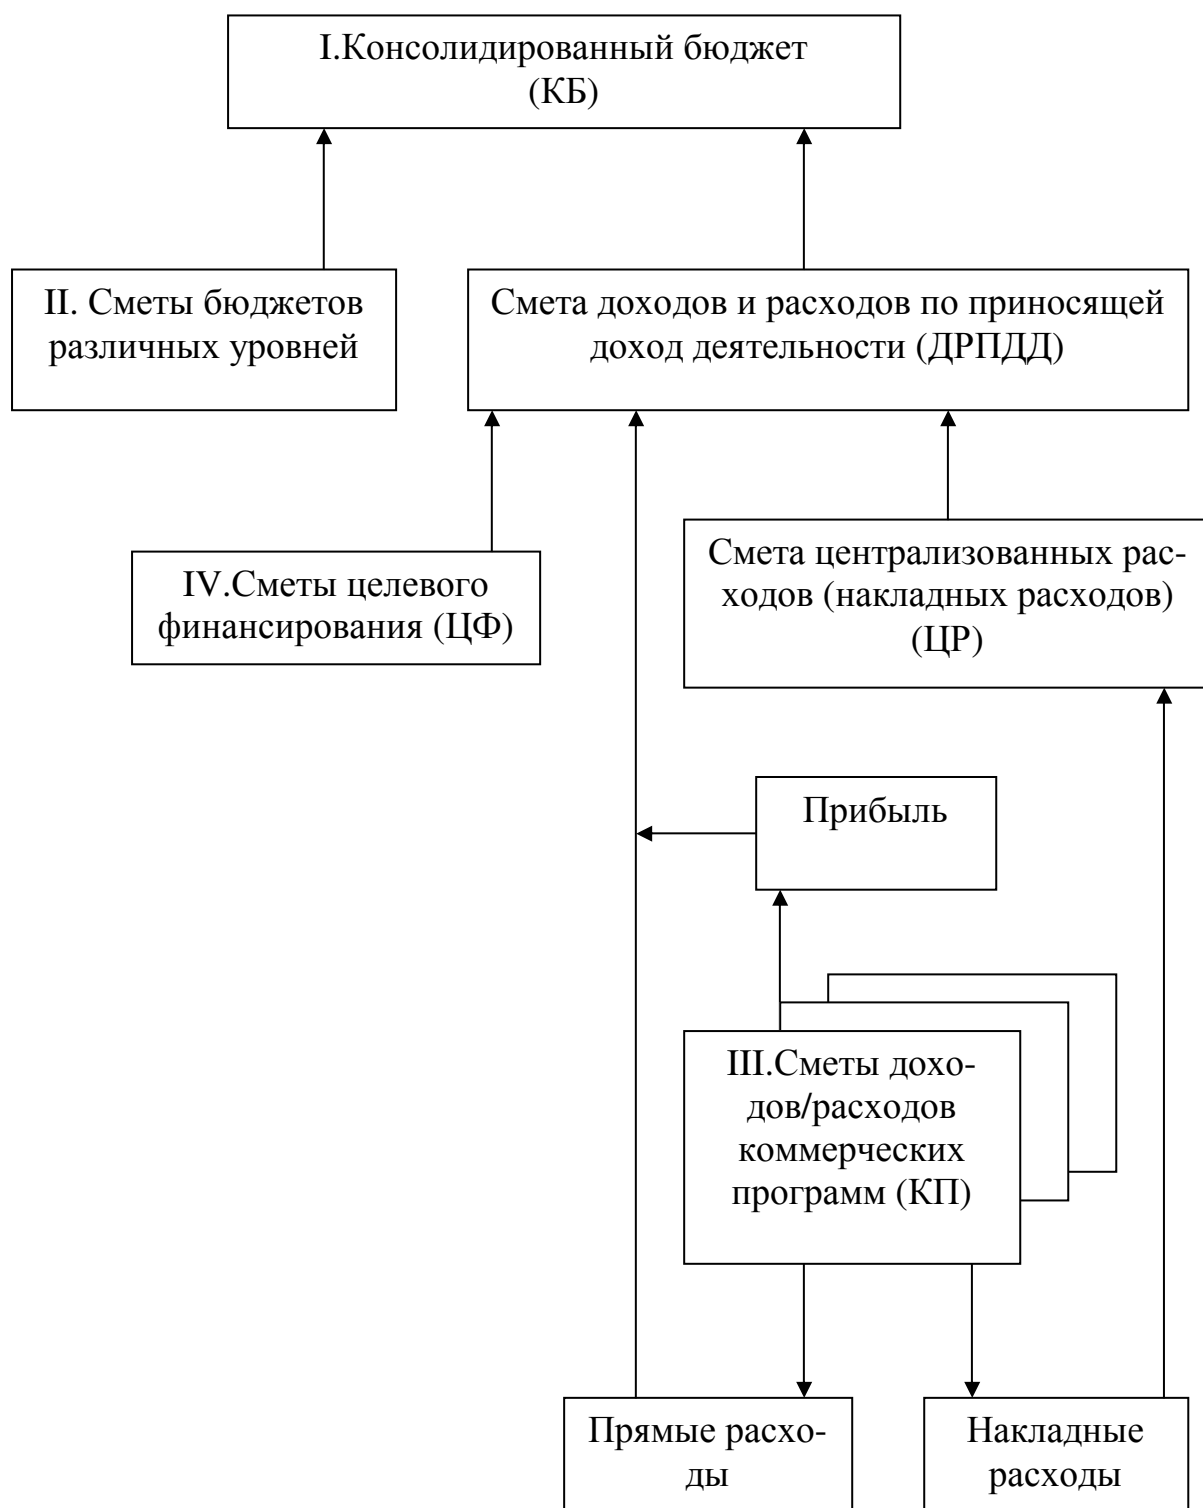 I.Консолидированный бюджет
(КБ)
II. Сметы бюджетов
различных уровней
Смета доходов и расходов по приносящей
доход деятельности (ДРПДД)
IV.Сметы целевого
финансирования (ЦФ)
Смета централизованных рас-
ходов (накладных расходов)
(ЦР)
Прибыль
III.Сметы дохо-
дов/расходов
коммерческих
программ (КП)
Прямые расхо-
ды
Накладные
расходы